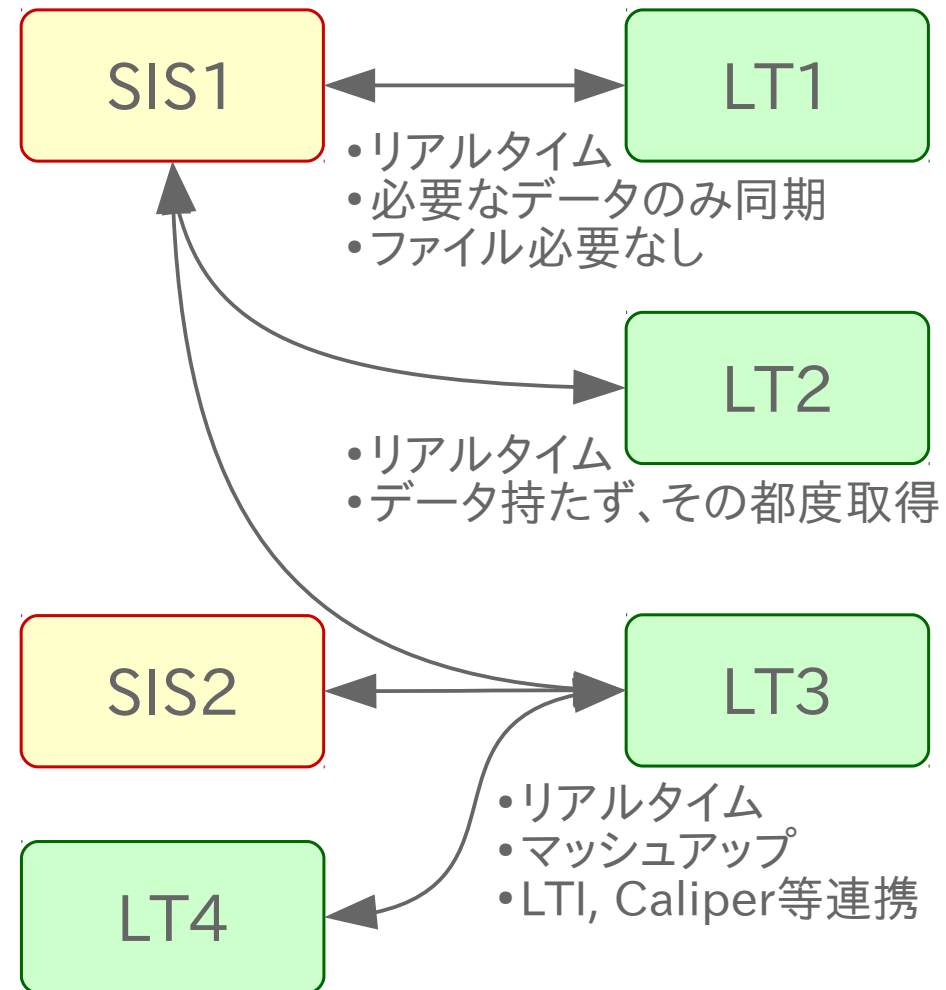 SIS1
LT1
•リアルタイム
•必要なデータのみ同期
•ファイル必要なし
LT2
•リアルタイム
•データ持たず、その都度取得
SIS2
LT3
•リアルタイム
•マッシュアップ
•LTI, Caliper等連携
LT4